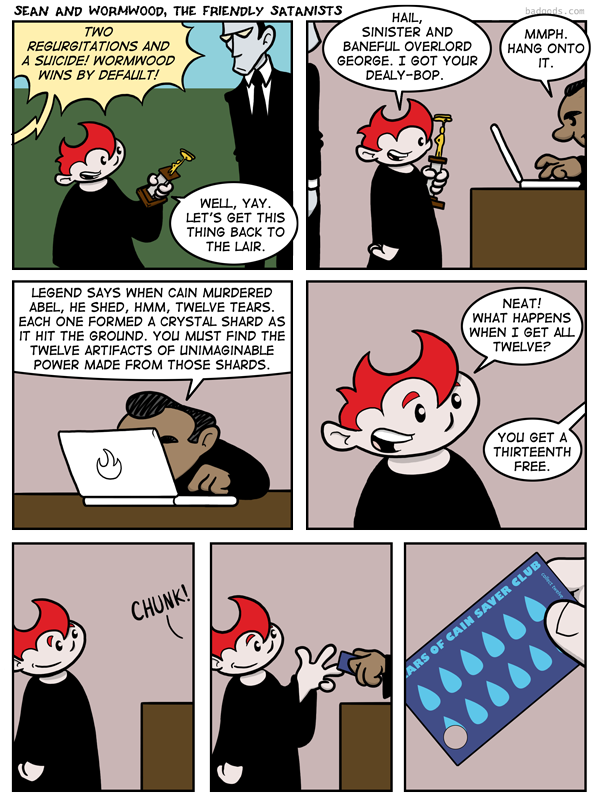 SEAN AND WORMWOOD, THE FRIENDLY SATANISTS
badgods.com
TWO
REGURGITATIONS AND
A SUICIDE! WORMWOOD
WINS BY DEFAULT!
WELL, YAY.
LET'S GET THIS
THING BACK TO
THE LAIR.
HAIL,
SINISTER AND
BANEFUL OVERLORD
GEORGE. I GOT YOUR
DEALY-BOP.
MMPH.
HANG ONTO
IT.
LEGEND SAYS WHEN CAIN MURDERED
ABEL, HE SHED, HMM, TWELVE TEARS.
EACH ONE FORMED A CRYSTAL SHARD AS
IT HIT THE GROUND. YOU MUST FIND THE
TWELVE ARTIFACTS OF UNIMAGINABLE
POWER MADE FROM THOSE SHARDS.
NEAT!
WHAT HAPPENS
WHEN I GET ALL
TWELVE?
YOU GET A
THIRTEENTH
FREE.
CHUNK!
ARS OF CAIN SAVER CLUB